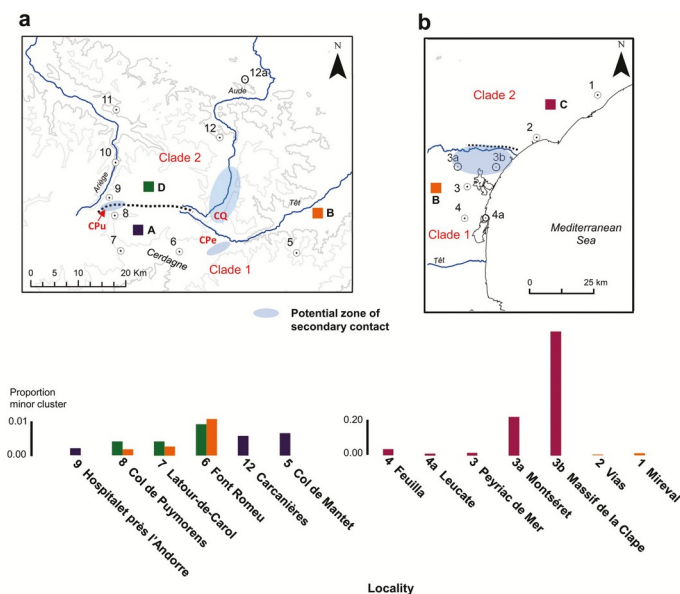 a
N
12a
Aude
11
12
Clade 2
10
Ariège
9
D
Têt
B
8
CQ
CPu
A
CPe
7
6
5
Cerdagne
Clade 1
0 10 20 Km
b
N
1
Clade 2
C
2
3a
3b
B
3
4
4a
Clade 1
Mediterranean
Sea
Têt
0 25 km
Potential zone of
secondary contact
Proportion
minor cluster
0.01
0.00
9 Hospitalet près l'Andorre
8 Col de Puymorens
7 Latour-de-Carol
6 Font Romeu
12 Carcanières
5 Col de Mantet
0.20
0.00
4 Feuilla
4a Leucate
3 Peyriac de Mer
3a Montséret
3b Massif de la Clape
2 Vias
1 Mireval
Locality